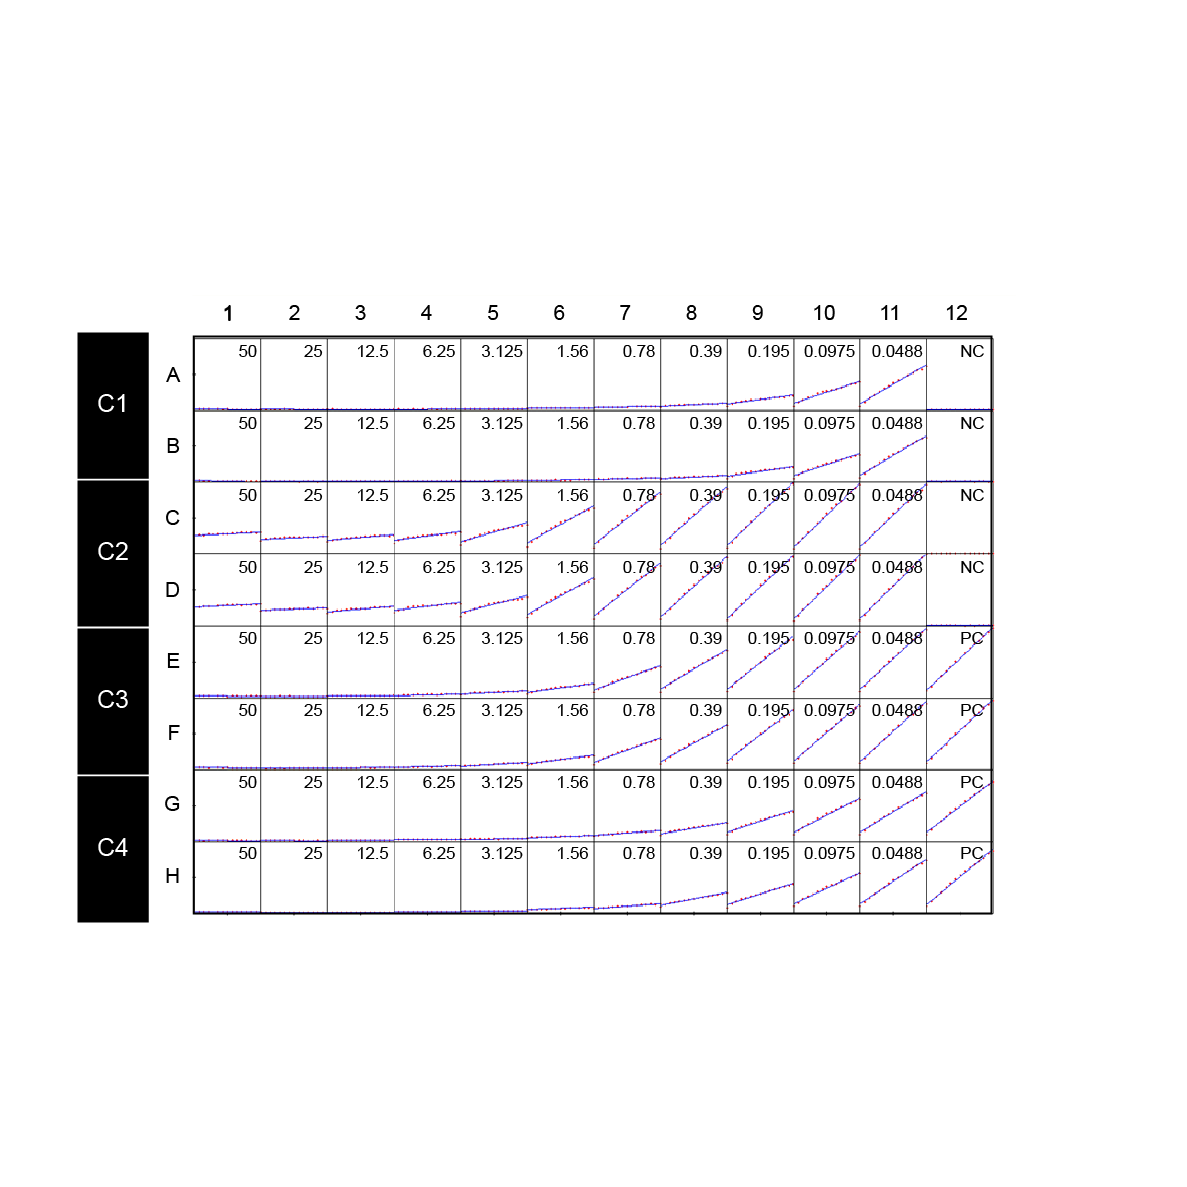 1 2 3 4 5 6 7 8 9 10 11 12
C1
A 50 25 12.5 6.25 3.125 1.56 0.78 0.39 0.195 0.0975 0.0488 NC
B 50 25 12.5 6.25 3.125 1.56 0.78 0.39 0.195 0.0975 0.0488 NC
C2
C 50 25 12.5 6.25 3.125 1.56 0.78 0.39 0.195 0.0975 0.0488 NC
D 50 25 12.5 6.25 3.125 1.56 0.78 0.39 0.195 0.0975 0.0488 NC
C3
E 50 25 12.5 6.25 3.125 1.56 0.78 0.39 0.195 0.0975 0.0488 PC
F 50 25 12.5 6.25 3.125 1.56 0.78 0.39 0.195 0.0975 0.0488 PC
C4
G 50 25 12.5 6.25 3.125 1.56 0.78 0.39 0.195 0.0975 0.0488 PC
H 50 25 12.5 6.25 3.125 1.56 0.78 0.39 0.195 0.0975 0.0488 PC